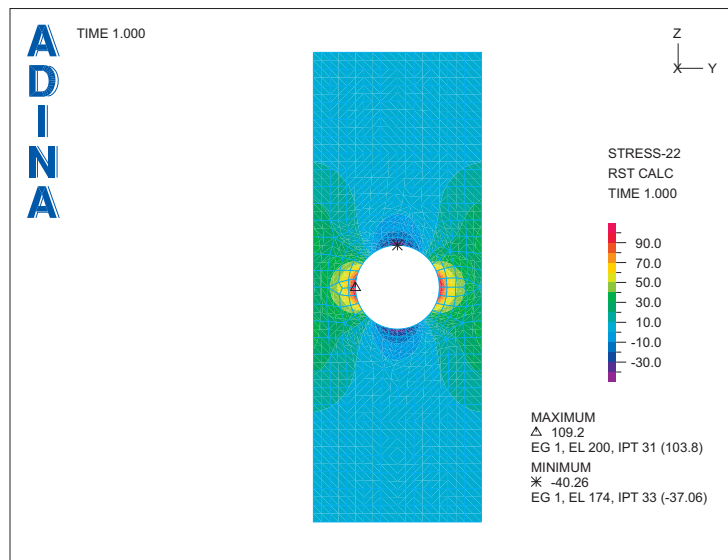 ADINA
TIME 1.000
Z
X Y
STRESS-22
RST CALC
TIME 1.000
90.0
70.0
50.0
30.0
10.0
-10.0
-30.0
MAXIMUM
△ 109.2
EG 1, EL 200, IPT 31 (103.8)
MINIMUM
✳ -40.26
EG 1, EL 174, IPT 33 (-37.06)